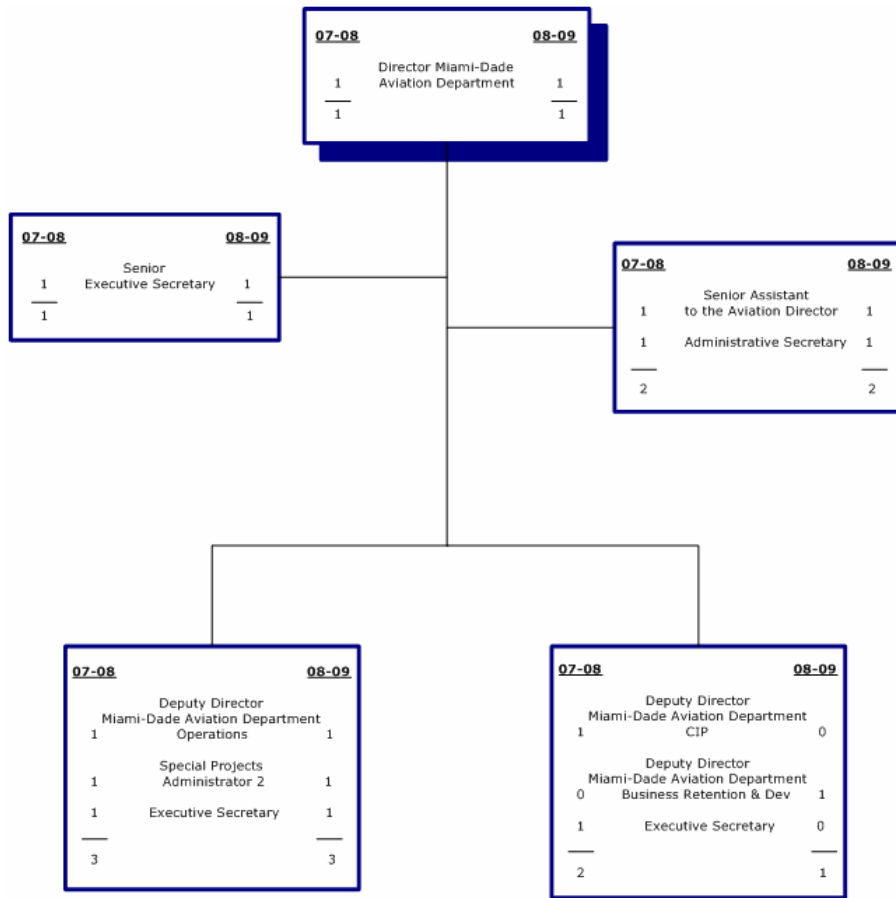 07-08 08-09
Director Miami-Dade
1 Aviation Department 1
1 1
07-08 08-09
Senior
1 Executive Secretary 1
1 1
07-08 08-09
Senior Assistant
1 to the Aviation Director 1
1 Administrative Secretary 1
2 2
07-08 08-09
Deputy Director
Miami-Dade Aviation Department
1 Operations 1
Special Projects
1 Administrator 2 1
1 Executive Secretary 1
3 3
07-08 08-09
Deputy Director
Miami-Dade Aviation Department
1 CIP 0
Deputy Director
Miami-Dade Aviation Department
0 Business Retention & Dev 1
1 Executive Secretary 0
2 1